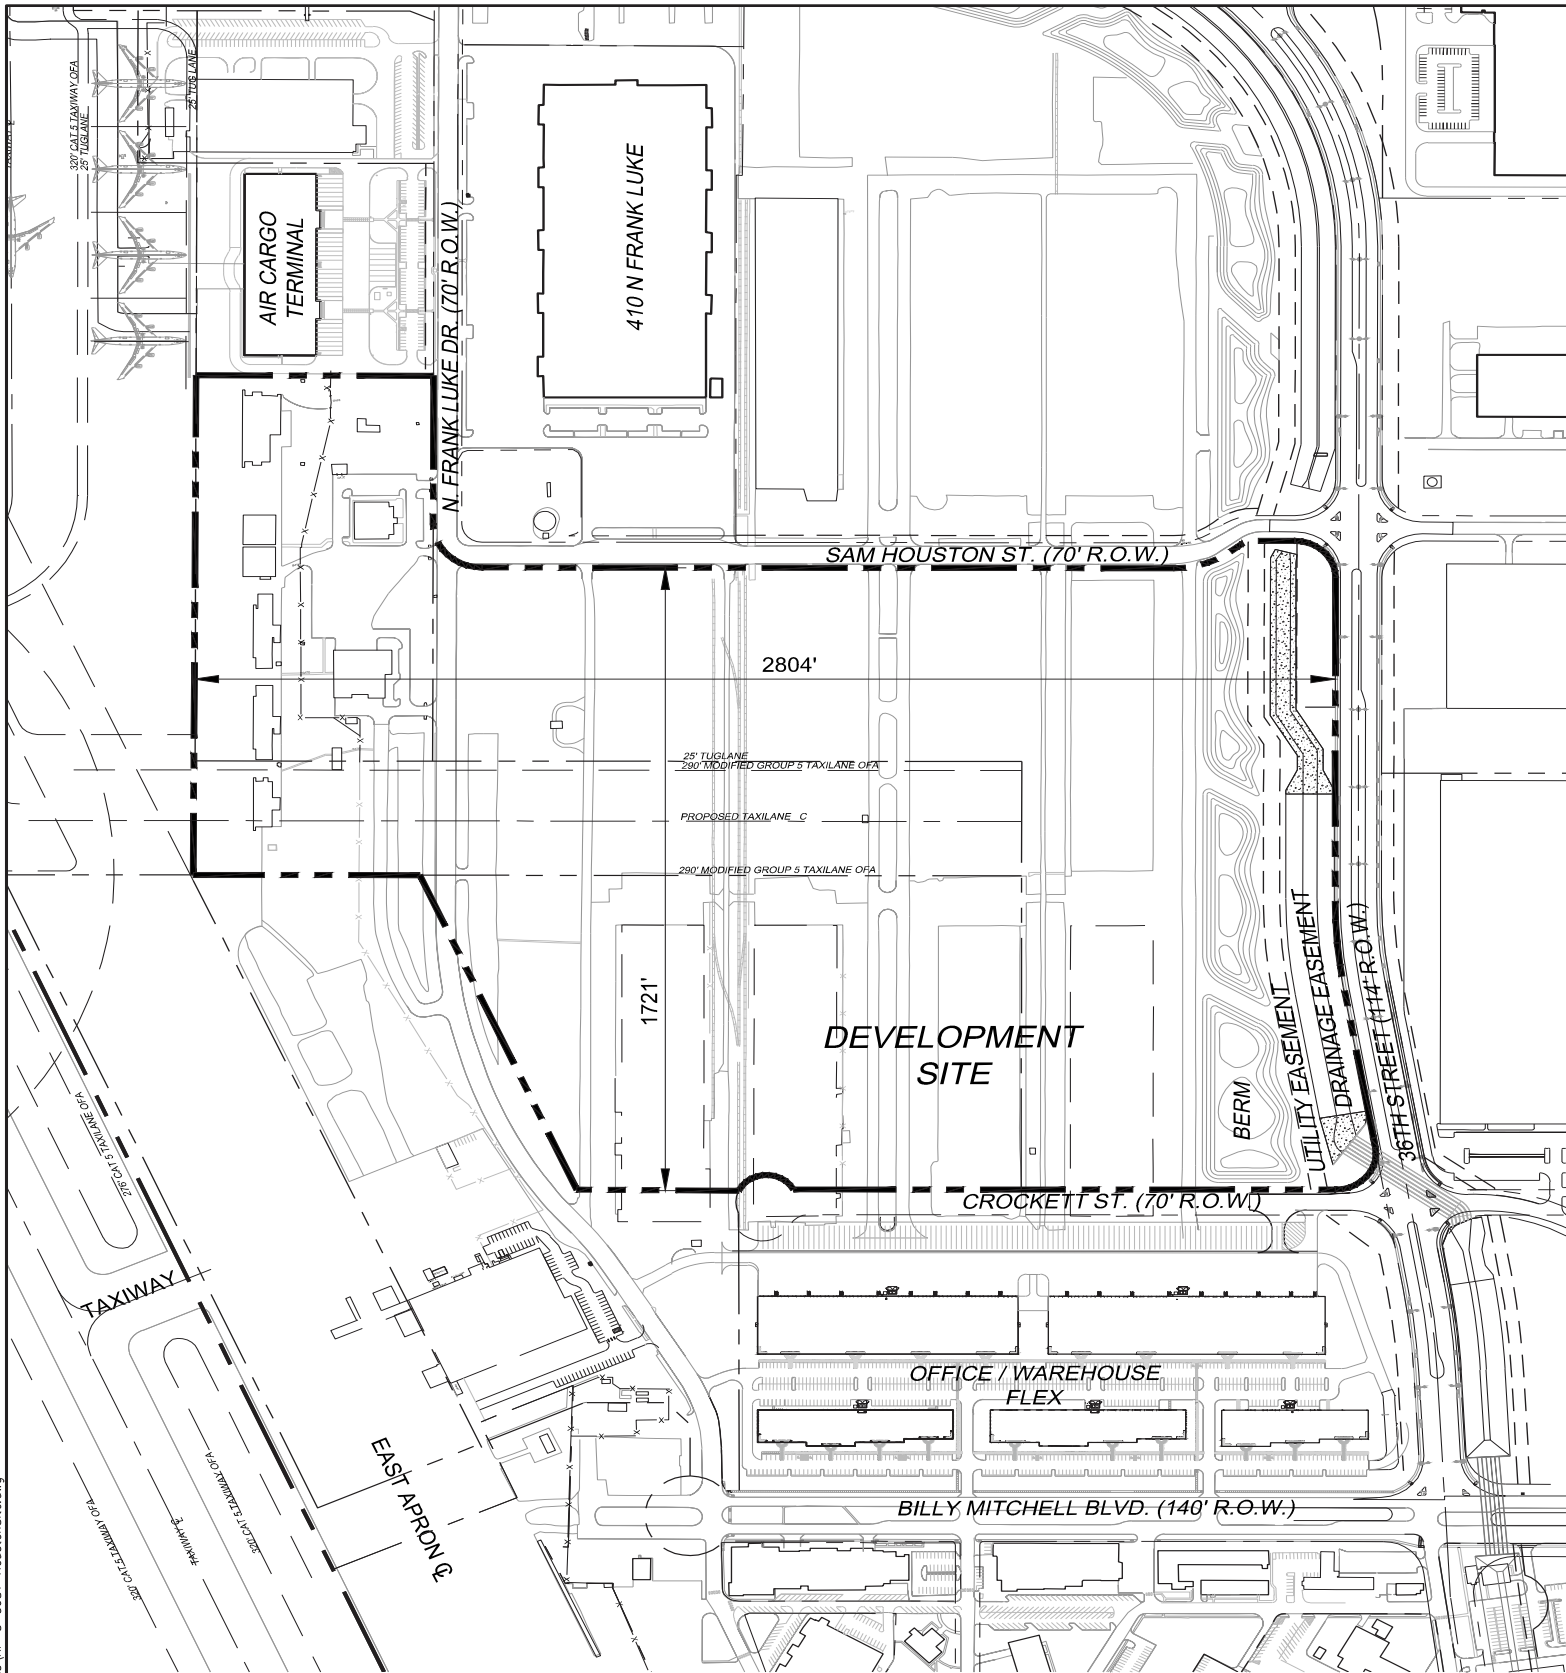 320' CAT 5 TAXIWAY OFA
25' TUGLANE
25' TUG LANE
AIR CARGO
TERMINAL
N. FRANK LUKE DR. (70' R.O.W.)
410 N FRANK LUKE
SAM HOUSTON ST. (70' R.O.W.)
2804'
25' TUGLANE
290' MODIFIED GROUP 5 TAXILANE OFA
PROPOSED TAXILANE C
290' MODIFIED GROUP 5 TAXILANE OFA
1721'
DEVELOPMENT
SITE
BERM
UTILITY EASEMENT
DRAINAGE EASEMENT
36TH STREET (114' R.O.W.)
CROCKETT ST. (70' R.O.W.)
276' CAT 5 TAXILANE OFA
TAXIWAY
OFFICE / WAREHOUSE
FLEX
EAST APRON ℄
BILLY MITCHELL BLVD. (140' R.O.W.)
320' CAT 5 TAXIWAY OFA
320' CAT 5 TAXIWAY OFA